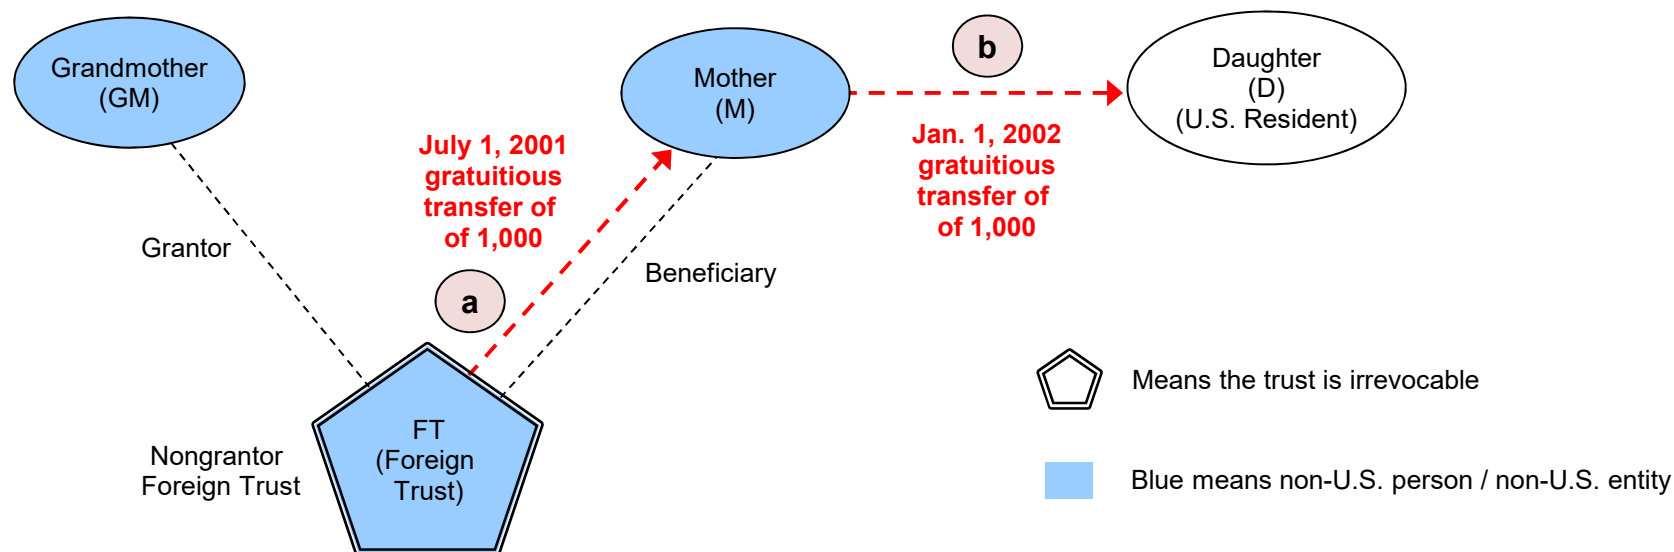 Grandmother
(GM)
Mother
(M)
b
Daughter
(D)
(U.S. Resident)
July 1, 2001
gratuitious
transfer of
of 1,000
Jan. 1, 2002
gratuitious
transfer of
of 1,000
Grantor
a
Beneficiary
FT
(Foreign
Trust)
Nongrantor
Foreign Trust
Means the trust is irrevocable
Blue means non-U.S. person / non-U.S. entity